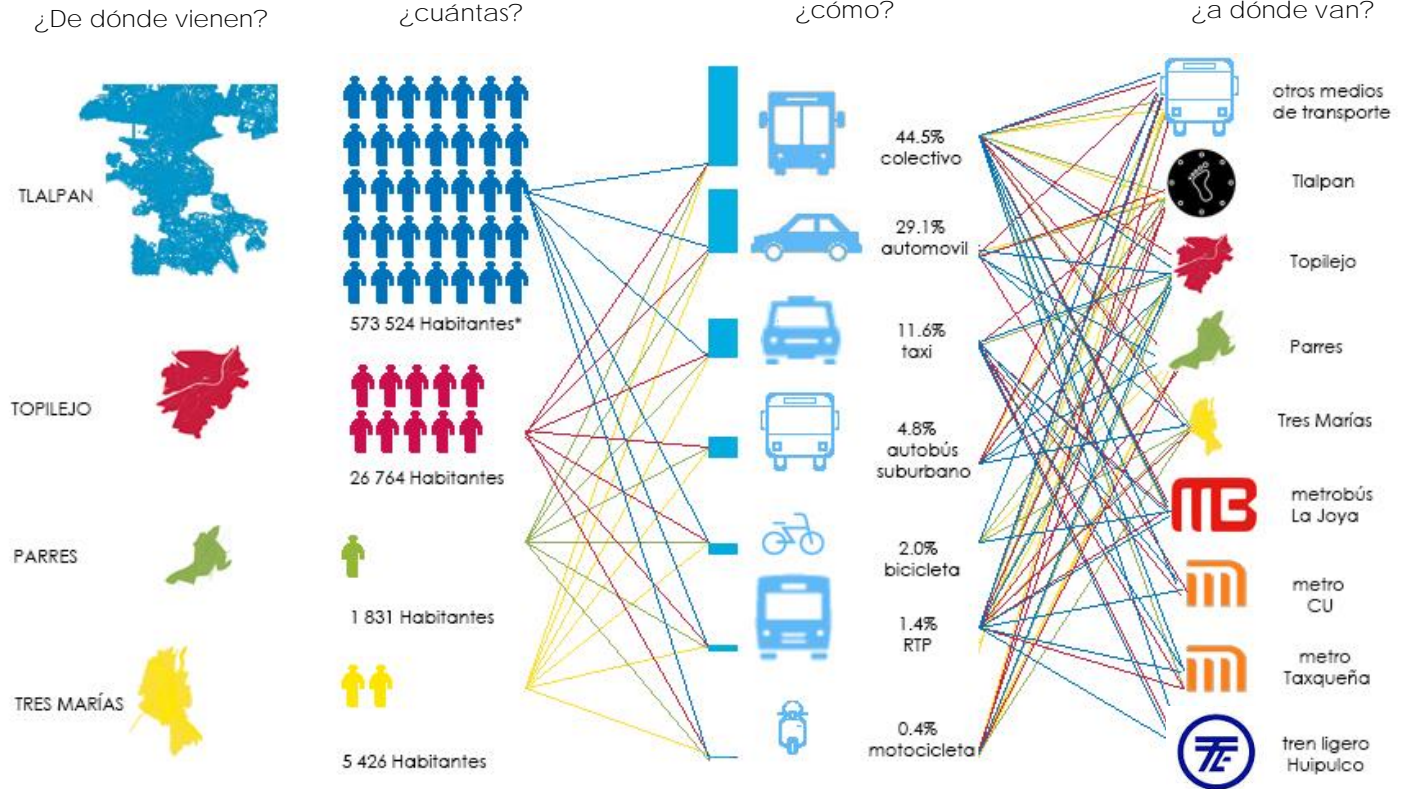 ¿De dónde vienen?
¿cuántas?
¿cómo?
¿a dónde van?
TLALPAN
573 524 Habitantes*
TOPILEJO
26 764 Habitantes
PARRES
1 831 Habitantes
TRES MARÍAS
5 426 Habitantes
44.5%
colectivo
29.1%
automovil
11.6%
taxi
4.8%
autobús
suburbano
2.0%
bicicleta
1.4%
RTP
0.4%
motocicleta
otros medios
de transporte
Tlalpan
Topilejo
Parres
Tres Marías
MB
metrobús
La Joya
metro
CU
metro
Taxqueña
tren ligero
Huipulco